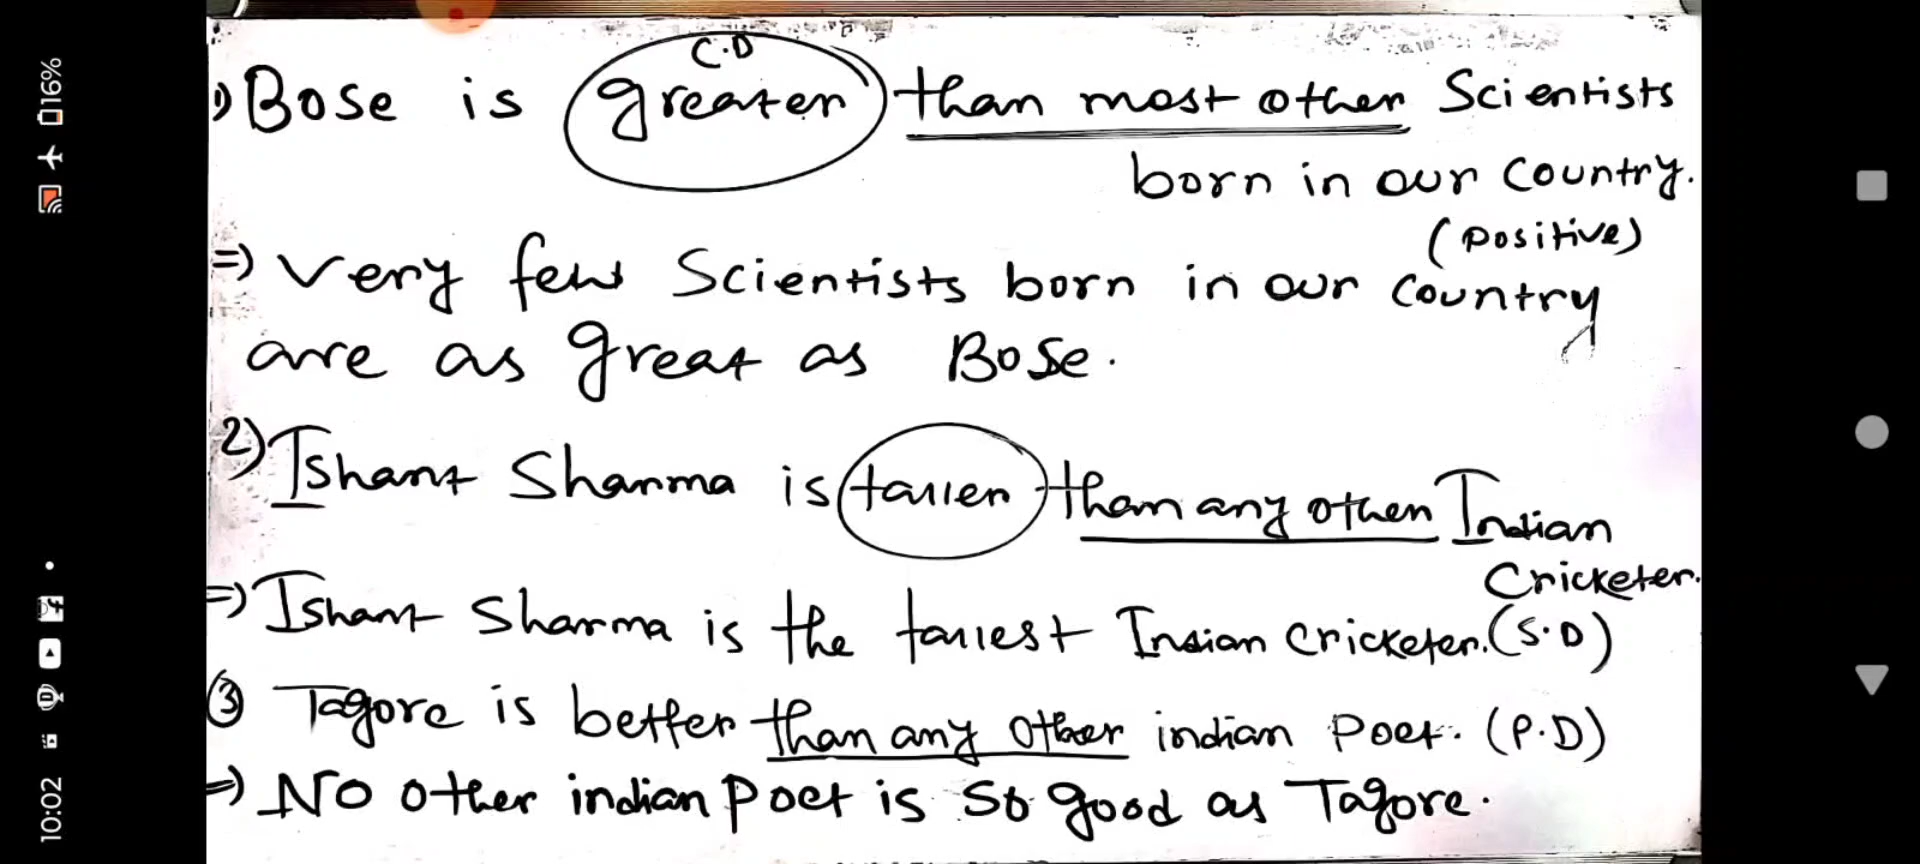 C.D
1) Bose is greater than most other Scientists
born in our country.
(positive)
=) Very few Scientists born in our country
are as great as Bose.
2) Ishant Sharma is taller than any other Indian
Cricketer.
=) Ishant Sharma is the tallest Indian cricketer. (S.D)
3 Tagore is better than any other indian poet. (P.D)
=) No other indian poet is so good as Tagore.
16%
10:02